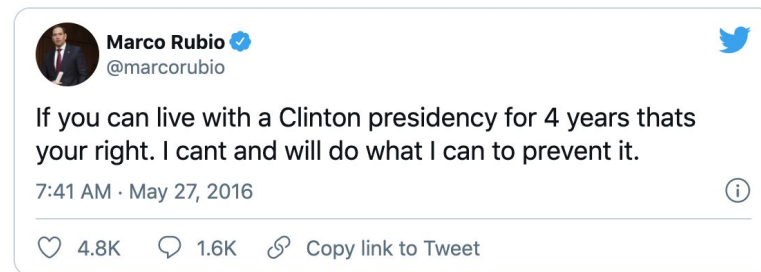 Marco Rubio
@marcorubio
If you can live with a Clinton presidency for 4 years thats
your right. I cant and will do what I can to prevent it.
7:41 AM · May 27, 2016
4.8K 1.6K Copy link to Tweet